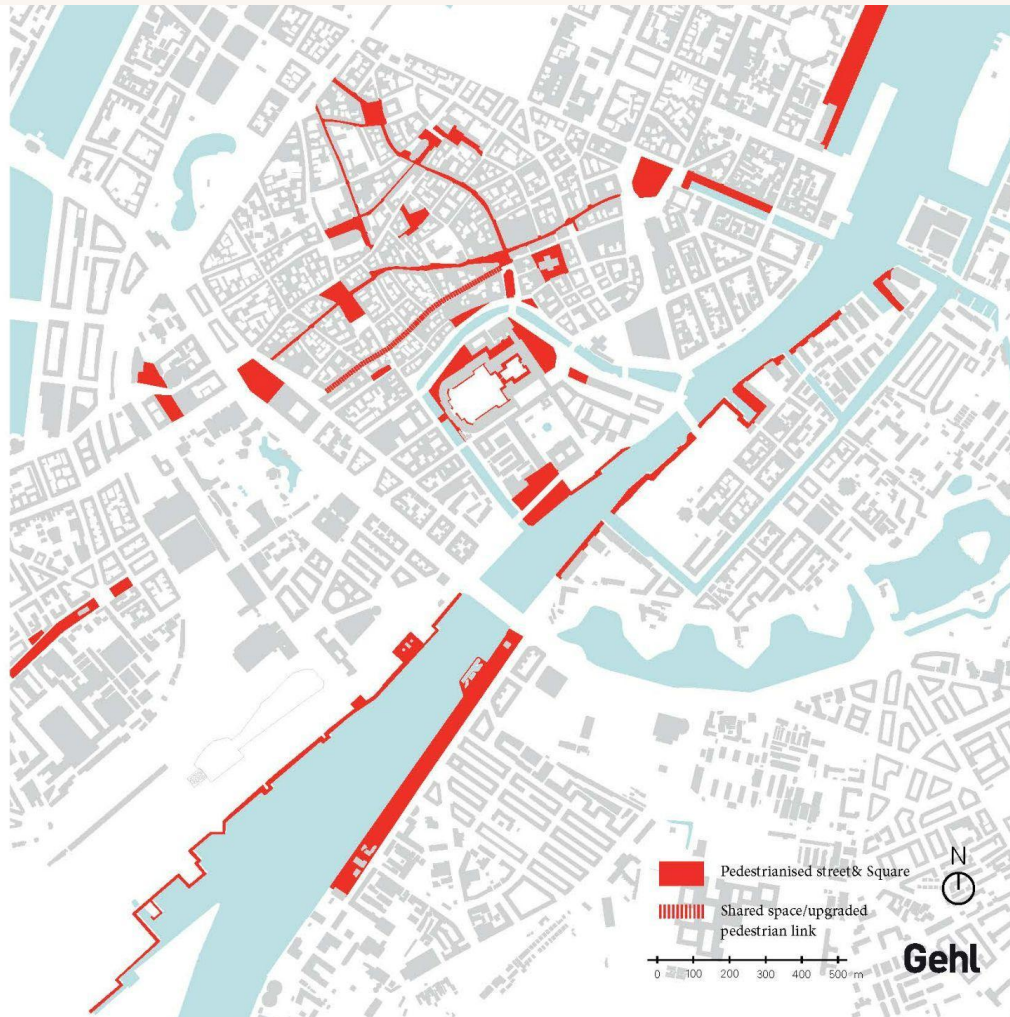 Pedestrianised street& Square
Shared space/upgraded
pedestrian link
N
0 100 200 300 400 500 m
Gehl